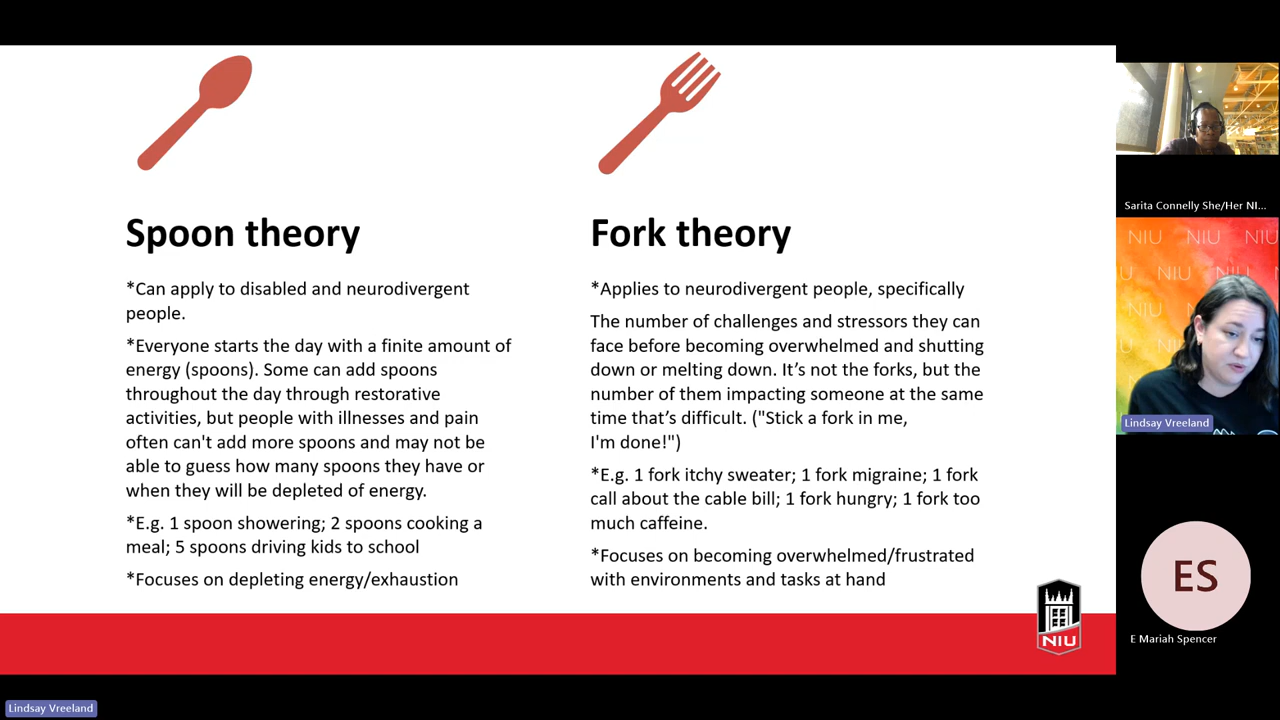 Spoon theory
*Can apply to disabled and neurodivergent
people.
*Everyone starts the day with a finite amount of
energy (spoons). Some can add spoons
throughout the day through restorative
activities, but people with illnesses and pain
often can't add more spoons and may not be
able to guess how many spoons they have or
when they will be depleted of energy.
*E.g. 1 spoon showering; 2 spoons cooking a
meal; 5 spoons driving kids to school
*Focuses on depleting energy/exhaustion
Fork theory
*Applies to neurodivergent people, specifically
The number of challenges and stressors they can
face before becoming overwhelmed and shutting
down or melting down. It’s not the forks, but the
number of them impacting someone at the same
time that’s difficult. ("Stick a fork in me,
I'm done!")
*E.g. 1 fork itchy sweater; 1 fork migraine; 1 fork
call about the cable bill; 1 fork hungry; 1 fork too
much caffeine.
*Focuses on becoming overwhelmed/frustrated
with environments and tasks at hand
NIU
Sarita Connelly She/Her NI...
NIU NIU NIU
NIU NIU
NIU
Lindsay Vreeland
ES
E Mariah Spencer
Lindsay Vreeland